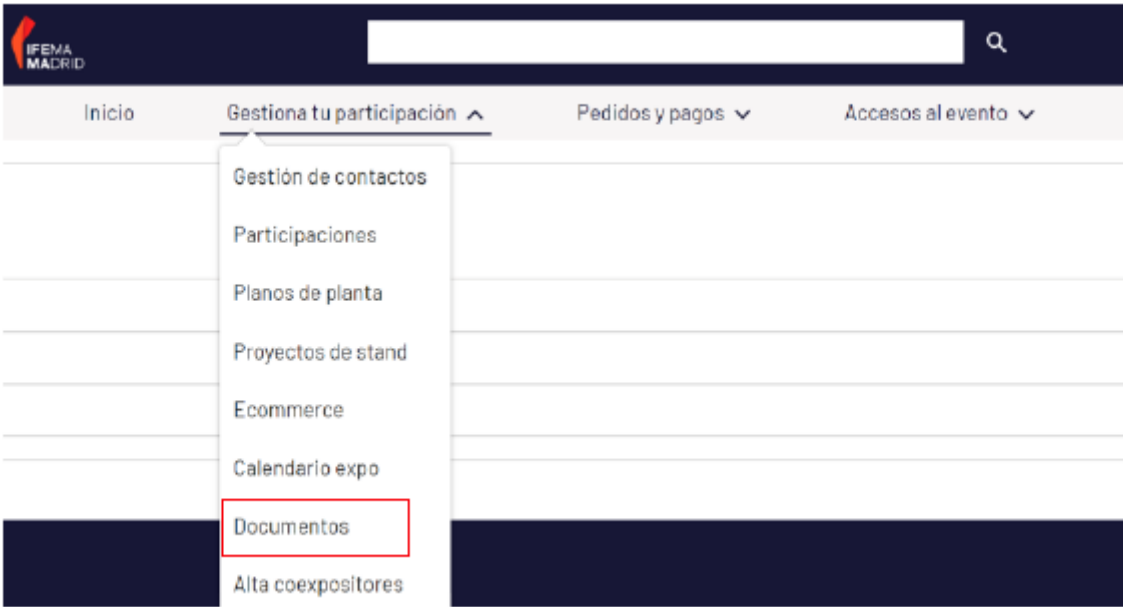 IFEMA
MADRID
Inicio
Gestiona tu participación
Pedidos y pagos
Accesos al evento
Gestión de contactos
Participaciones
Planos de planta
Proyectos de stand
Ecommerce
Calendario expo
Documentos
Alta coexpositores